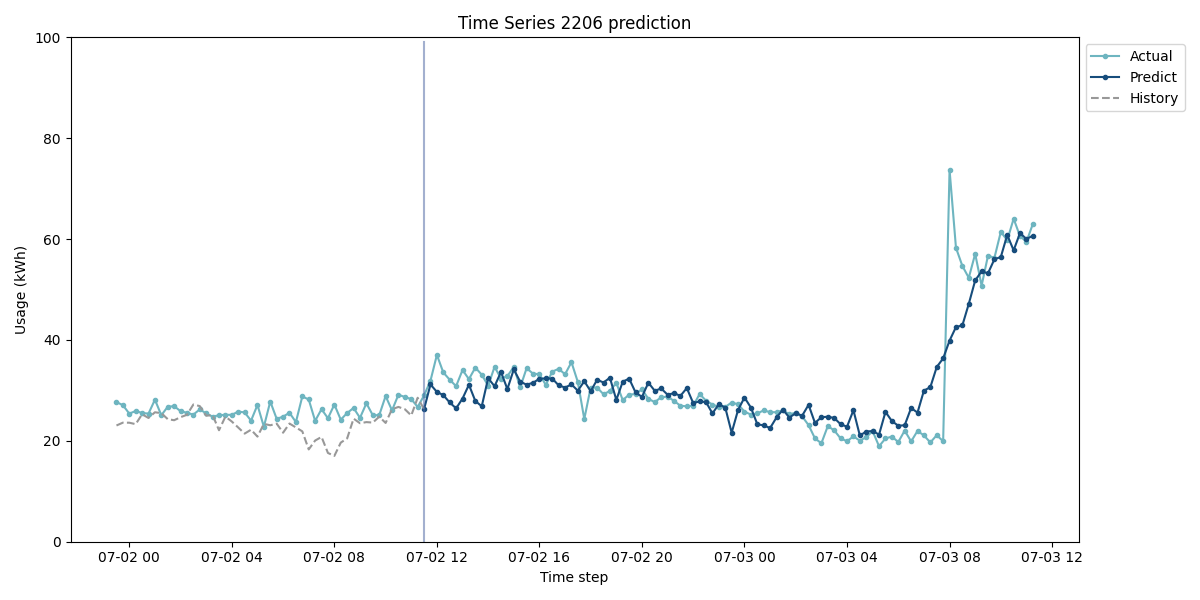 Time Series 2206 prediction
Actual
Predict
History
Usage (kWh)
100
80
60
40
20
0
07-02 00
07-02 04
07-02 08
07-02 12
07-02 16
07-02 20
07-03 00
07-03 04
07-03 08
07-03 12
Time step